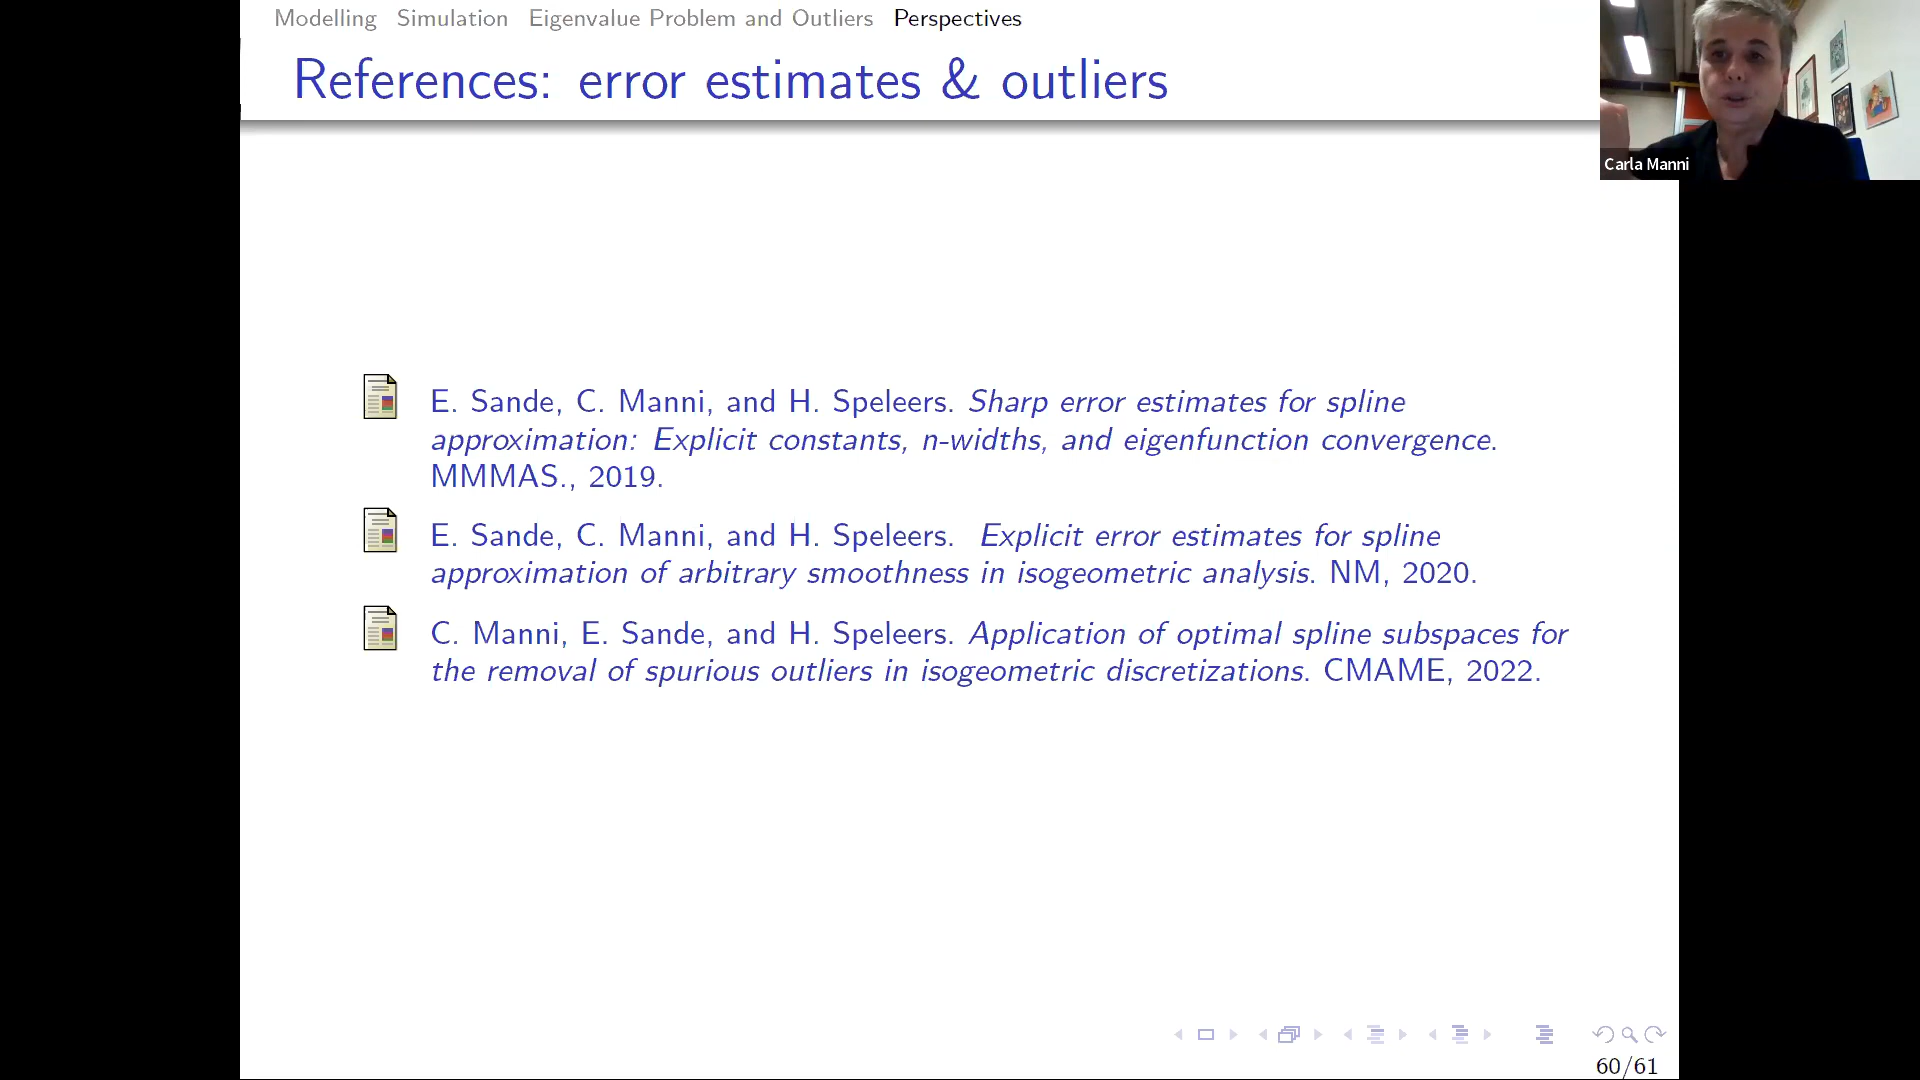 Modelling Simulation Eigenvalue Problem and Outliers Perspectives
References: error estimates & outliers
Carla Manni
E. Sande, C. Manni, and H. Speleers. Sharp error estimates for spline
approximation: Explicit constants, n-widths, and eigenfunction convergence.
MMMAS., 2019.
E. Sande, C. Manni, and H. Speleers. Explicit error estimates for spline
approximation of arbitrary smoothness in isogeometric analysis. NM, 2020.
C. Manni, E. Sande, and H. Speleers. Application of optimal spline subspaces for
the removal of spurious outliers in isogeometric discretizations. CMAME, 2022.
60/61